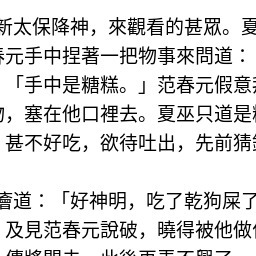 新太保降神，來觀看的甚眾。夏
春元手中捏著一把物事來問道：
「手中是糖糕。」范春元假意
物，塞在他口裡去。夏巫只道是
甚不好吃，欲待吐出，先前猜
道：「好神明，吃了乾狗屎了
及見范春元說破，曉得被他做